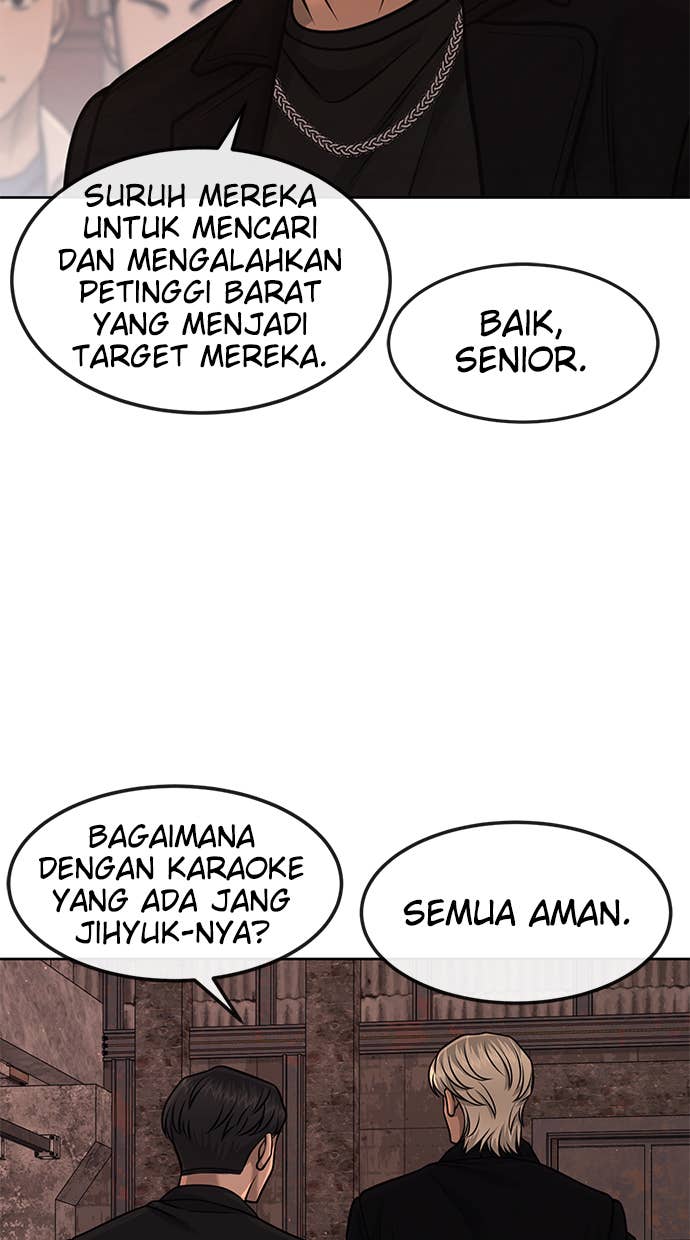 SURUH MEREKA
UNTUK MENCARI
DAN MENGALAHKAN
PETINGGI BARAT
YANG MENJADI
TARGET MEREKA.
BAIK,
SENIOR.
BAGAIMANA
DENGAN KARAOKE
YANG ADA JANG
JIHYUK-NYA?
SEMUA AMAN.